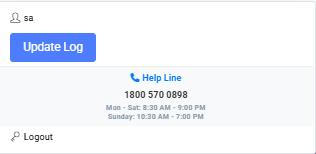 sa
Update Log
Help Line
1800 570 0898
Mon - Sat: 8:30 AM - 9:00 PM
Sunday: 10:30 AM - 7:00 PM
Logout